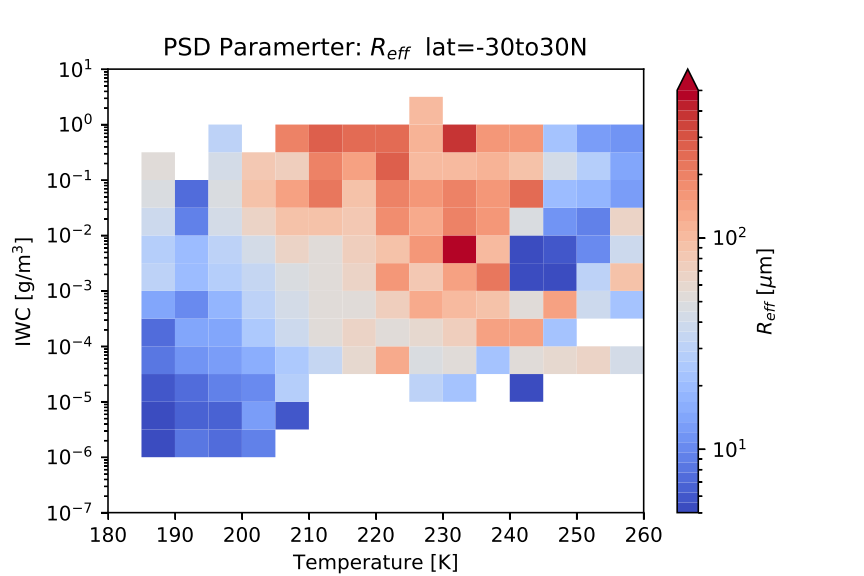 PSD Paramerter: R_eff lat=-30to30N
10^1
10^0
10^-1
10^-2
10^-3
10^-4
10^-5
10^-6
10^-7
IWC [g/m^3]
180 190 200 210 220 230 240 250 260
Temperature [K]
10^2
10^1
R_eff [μm]